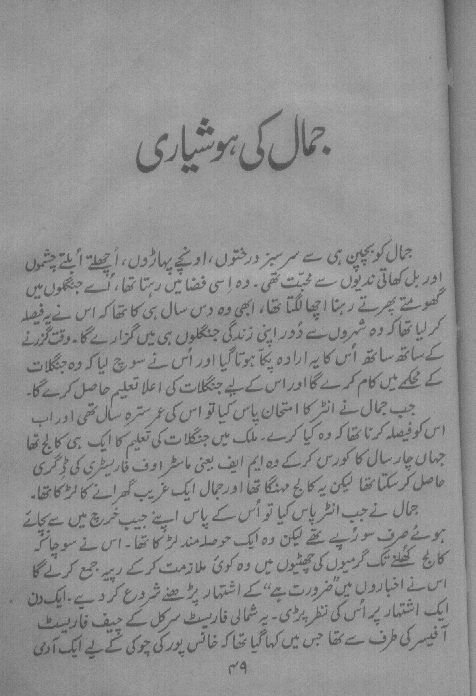 جمال کی ہوشیاری
جمال کو بچپن ہی سے سرسبز درختوں، اونچے پہاڑوں، اُچھلتے اُبلتے چشموں
اور بل کھاتی ندیوں سے محبّت تھی۔ وہ اِسی فضا میں رہتا تھا، اُسے جنگلوں میں
گھومتے پھرتے رہنا اچھا لگتا تھا، ابھی وہ دس سال ہی کا تھا کہ اس نے یہ فیصلہ
کر لیا تھا کہ وہ شہروں سے دُور اپنی زندگی جنگلوں ہی میں گزارے گا۔ وقت گزرنے
کے ساتھ ساتھ اُس کا یہ ارادہ پکا ہوتا گیا اور اُس نے سوچ لیا کہ وہ جنگلات
کے محکمے میں کام کرے گا اور اس کے لیے جنگلات کی اعلا تعلیم حاصل کرے گا۔
جب جمال نے انٹر کا امتحان پاس کیا تو اس کی عمر سترہ سال تھی اور اب
اس کو فیصلہ کرنا تھا کہ وہ کیا کرے۔ ملک میں جنگلات کی تعلیم کا ایک ہی کالج تھا
جہاں چار سال کا کورس کرکے وہ ایم ایف یعنی ماسٹر اوف فاریسٹری کی ڈگری
حاصل کر سکتا تھا لیکن یہ کالج مہنگا تھا اور جمال ایک غریب گھرانے کا لڑکا تھا۔
جمال نے جب انٹر پاس کیا تو اُس کے پاس اپنے جیب خرچ میں سے بچائے
ہوئے صرف سو رُپے تھے لیکن وہ ایک حوصلہ مند لڑکا تھا۔ اس نے سوچا کہ
کالج کھلنے تک گرمیوں کی چھٹیوں میں وہ کوئی ملازمت کرکے رپیہ جمع کرلے گا
اس نے اخباروں میں "ضرورت ہے" کے اشتہار پڑھنے شروع کر دیے۔ ایک دن
ایک اشتہار پر اُس کی نظر پڑی۔ یہ شمالی فاریسٹ سرکل کے چیف فاریسٹ
آفیسر کی طرف سے تھا جس میں کہا گیا تھا کہ خانس پور کی چوکی کے لیے ایک آدمی
۴۹